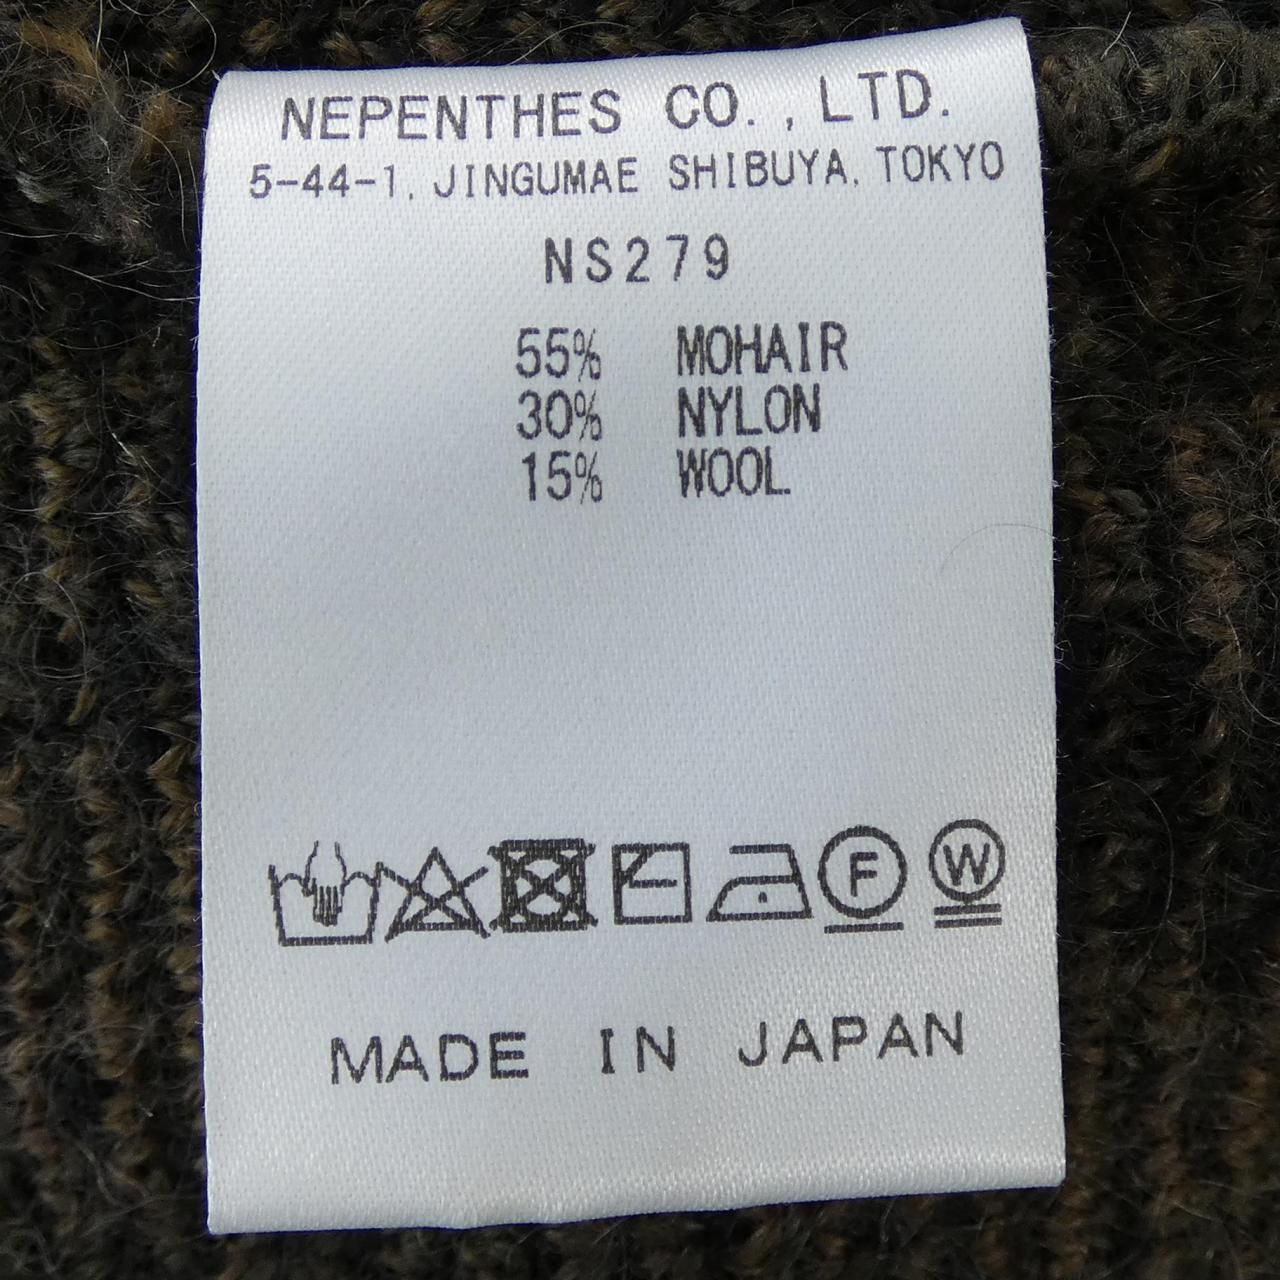 NEPENTHES CO.,LTD.
5-44-1, JINGUMAE SHIBUYA, TOKYO
NS279
55% MOHAIR
30% NYLON
15% WOOL
F W
MADE IN JAPAN